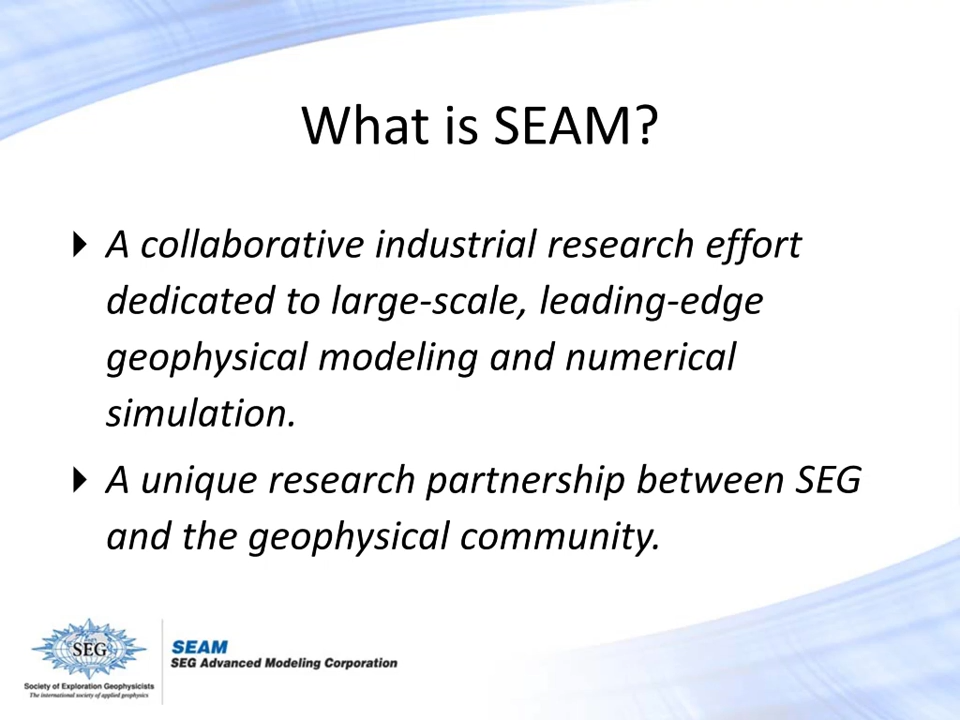 What is SEAM?
A collaborative industrial research effort
dedicated to large-scale, leading-edge
geophysical modeling and numerical
simulation.
A unique research partnership between SEG
and the geophysical community.
SEG
Society of Exploration Geophysicists
The international society of applied geophysics
SEAM
SEG Advanced Modeling Corporation